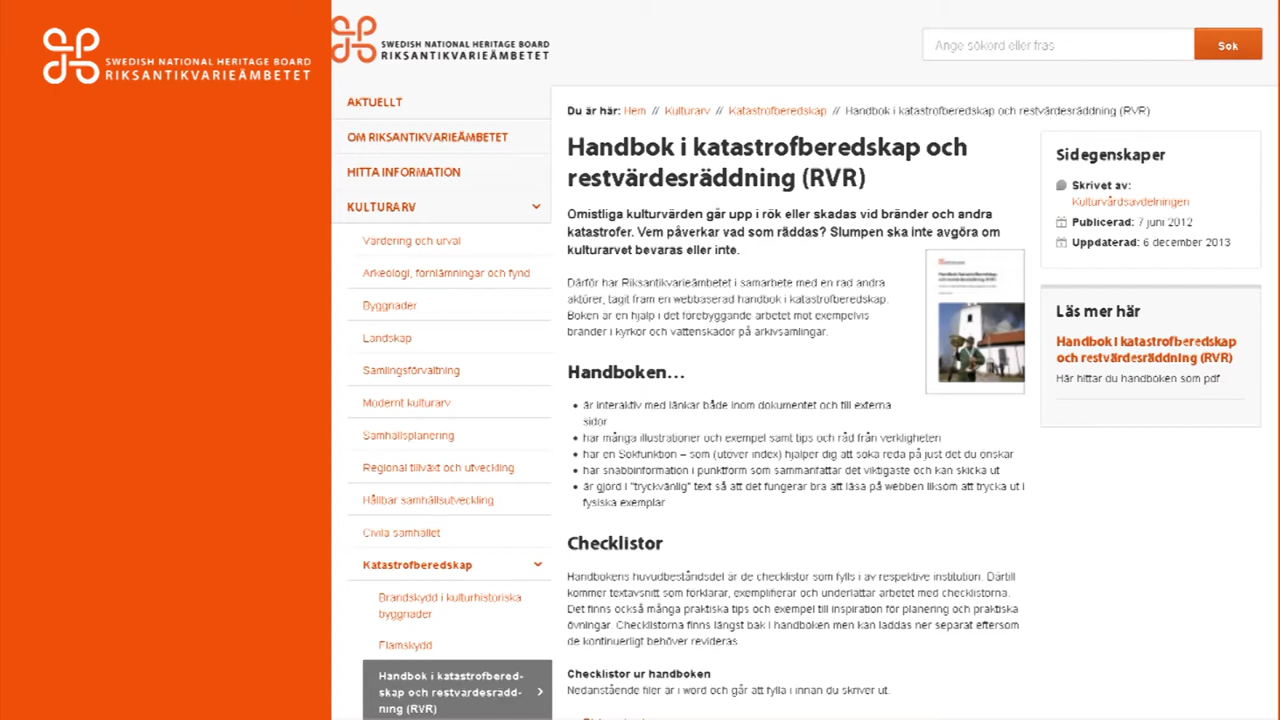 SWEDISH NATIONAL HERITAGE BOARD
RIKSANTIKVARIEÄMBETET
SWEDISH NATIONAL HERITAGE BOARD
RIKSANTIKVARIEÄMBETET
Ange sökord eller fras
Sök
AKTUELLT
OM RIKSANTIKVARIEÄMBETET
HITTA INFORMATION
KULTURARV
Värdering och urval
Arkeologi, fornlämningar och fynd
Byggnader
Landskap
Samlingsförvaltning
Modernt kulturarv
Samhällsplanering
Regional tillväxt och utveckling
Hållbar samhällsutveckling
Civila samhället
Katastrofberedskap
Brandskydd i kulturhistoriska
byggnader
Flamskydd
Handbok i katastrofbered-
skap och restvärdesrädd-
ning (RVR)
Du är här: Hem // Kulturarv // Katastrofberedskap // Handbok i katastrofberedskap och restvärdesräddning (RVR)
Handbok i katastrofberedskap och
restvärdesräddning (RVR)
Omistliga kulturvärden går upp i rök eller skadas vid bränder och andra
katastrofer. Vem påverkar vad som räddas? Slumpen ska inte avgöra om
kulturarvet bevaras eller inte.
Därför har Riksantikvarieämbetet i samarbete med en rad andra
aktörer, tagit fram en webbaserad handbok i katastrofberedskap.
Boken är en hjälp i det förebyggande arbetet mot exempelvis
bränder i kyrkor och vattenskador på arkivsamlingar.
Handbok i katastrofberedskap
och restvärdesräddning (RVR)
Handboken...
• är interaktiv med länkar både inom dokumentet och till externa
sidor
• har många illustrationer och exempel samt tips och råd från verkligheten
• har en Sökfunktion – som (utöver index) hjälper dig att söka reda på just det du önskar
• har snabbinformation i punktform som sammanfattar det viktigaste och kan skicka ut
• är gjord i "tryckvänlig" text så att det fungerar bra att läsa på webben liksom att trycka ut i
fysiska exemplar
Checklistor
Handbokens huvudbeståndsdel är de checklistor som fylls i av respektive institution. Därtill
kommer textavsnitt som förklarar, exemplifierar och underlättar arbetet med checklistorna.
Det finns också många praktiska tips och exempel till inspiration för planering och praktiska
övningar. Checklistorna finns längst bak i handboken men kan laddas ner separat eftersom
de kontinuerligt behöver revideras.
Checklistor ur handboken
Nedanstående filer är i word och går att fylla i innan du skriver ut.
Sidegenskaper
Skrivet av:
Kulturvårdsavdelningen
Publicerad: 7 juni 2012
Uppdaterad: 6 december 2013
Läs mer här
Handbok i katastrofberedskap
och restvärdesräddning (RVR)
Här hittar du handboken som pdf.